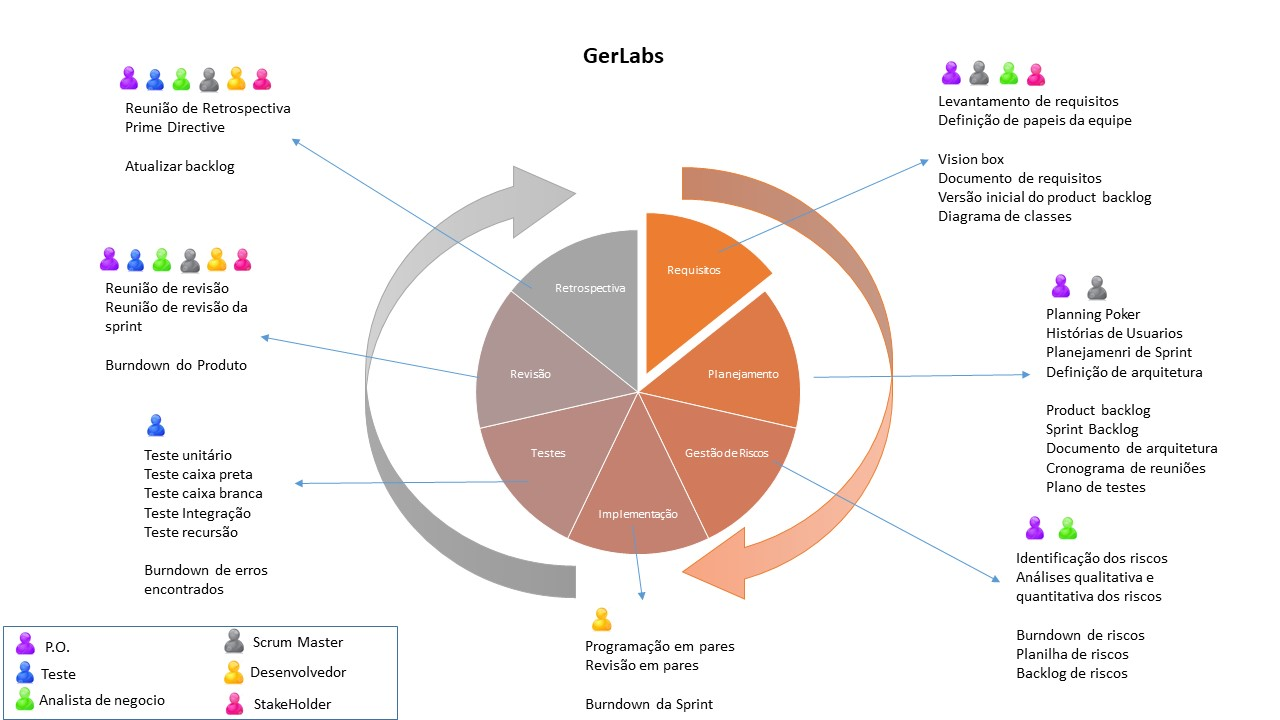 GerLabs
Reunião de Retrospectiva
Prime Directive
Atualizar backlog
Levantamento de requisitos
Definição de papeis da equipe
Vision box
Documento de requisitos
Versão inicial do product backlog
Diagrama de classes
Reunião de revisão
Reunião de revisão da
sprint
Burndown do Produto
Planning Poker
Histórias de Usuarios
Planejamenri de Sprint
Definição de arquitetura
Product backlog
Sprint Backlog
Documento de arquitetura
Cronograma de reuniões
Plano de testes
Requisitos
Planejamento
Gestão de Riscos
Implementação
Testes
Revisão
Retrospectiva
Teste unitário
Teste caixa preta
Teste caixa branca
Teste Integração
Teste recursão
Burndown de erros
encontrados
Identificação dos riscos
Análises qualitativa e
quantitativa dos riscos
Burndown de riscos
Planilha de riscos
Backlog de riscos
Programação em pares
Revisão em pares
Burndown da Sprint
P.O.
Teste
Analista de negocio
Scrum Master
Desenvolvedor
StakeHolder